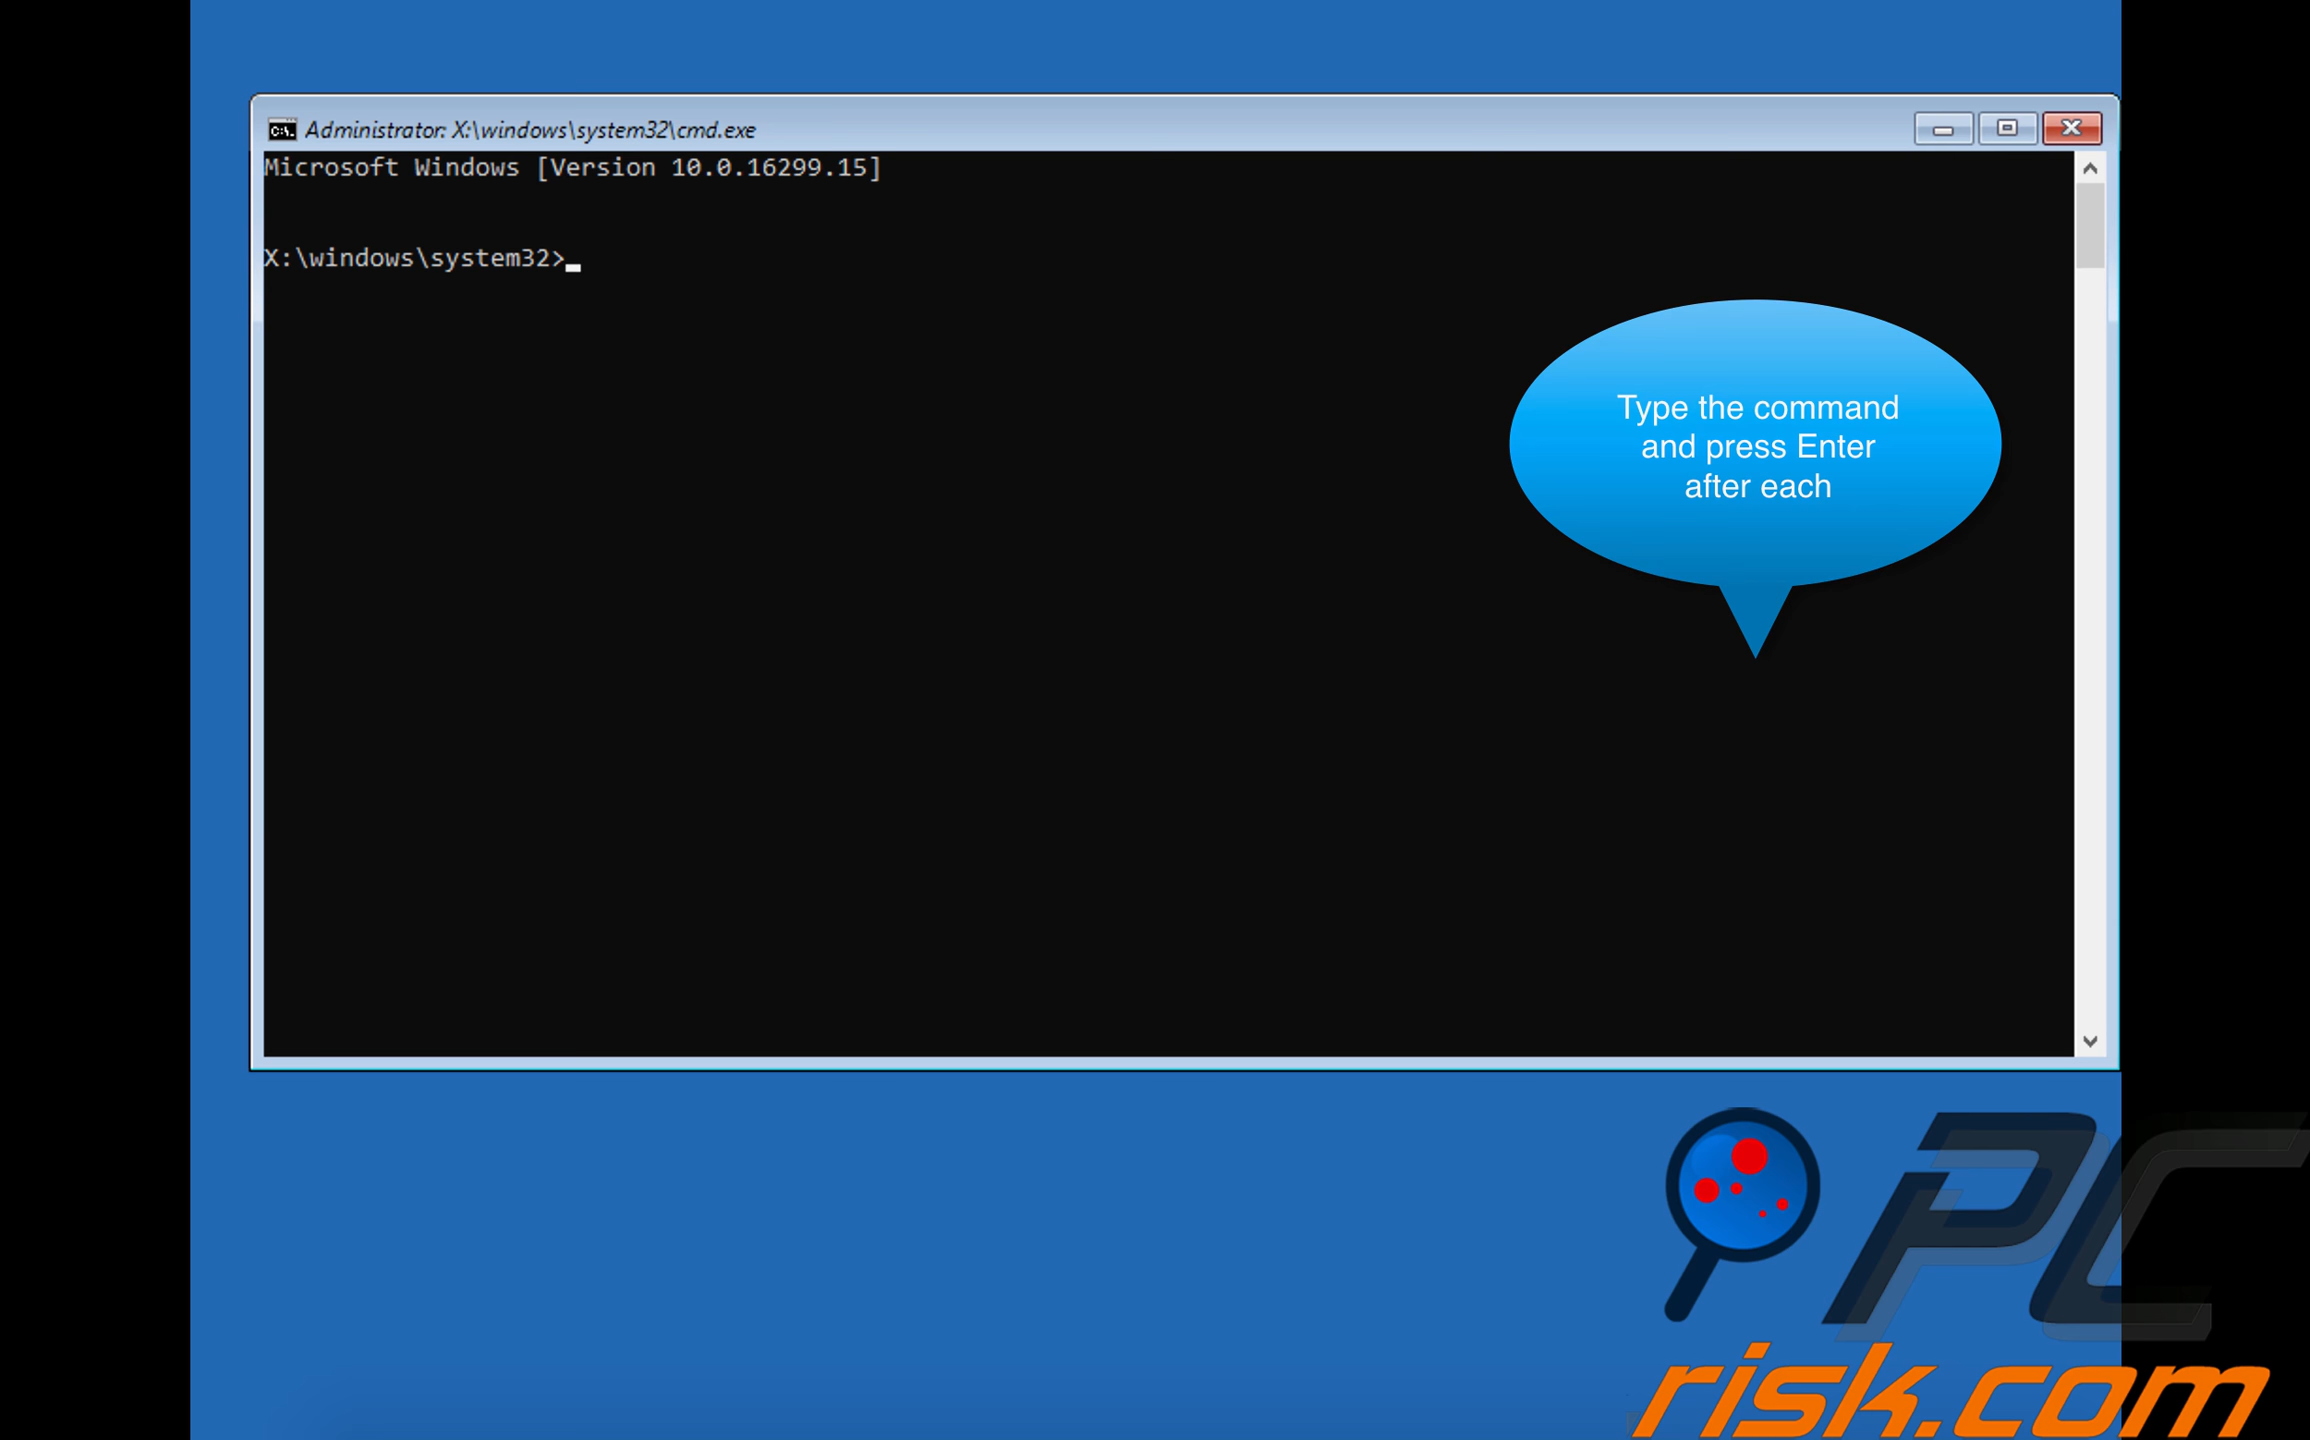 Administrator: X:\windows\system32\cmd.exe
Microsoft Windows [Version 10.0.16299.15]
X:\windows\system32>
Type the command
and press Enter
after each
PC
risk.com